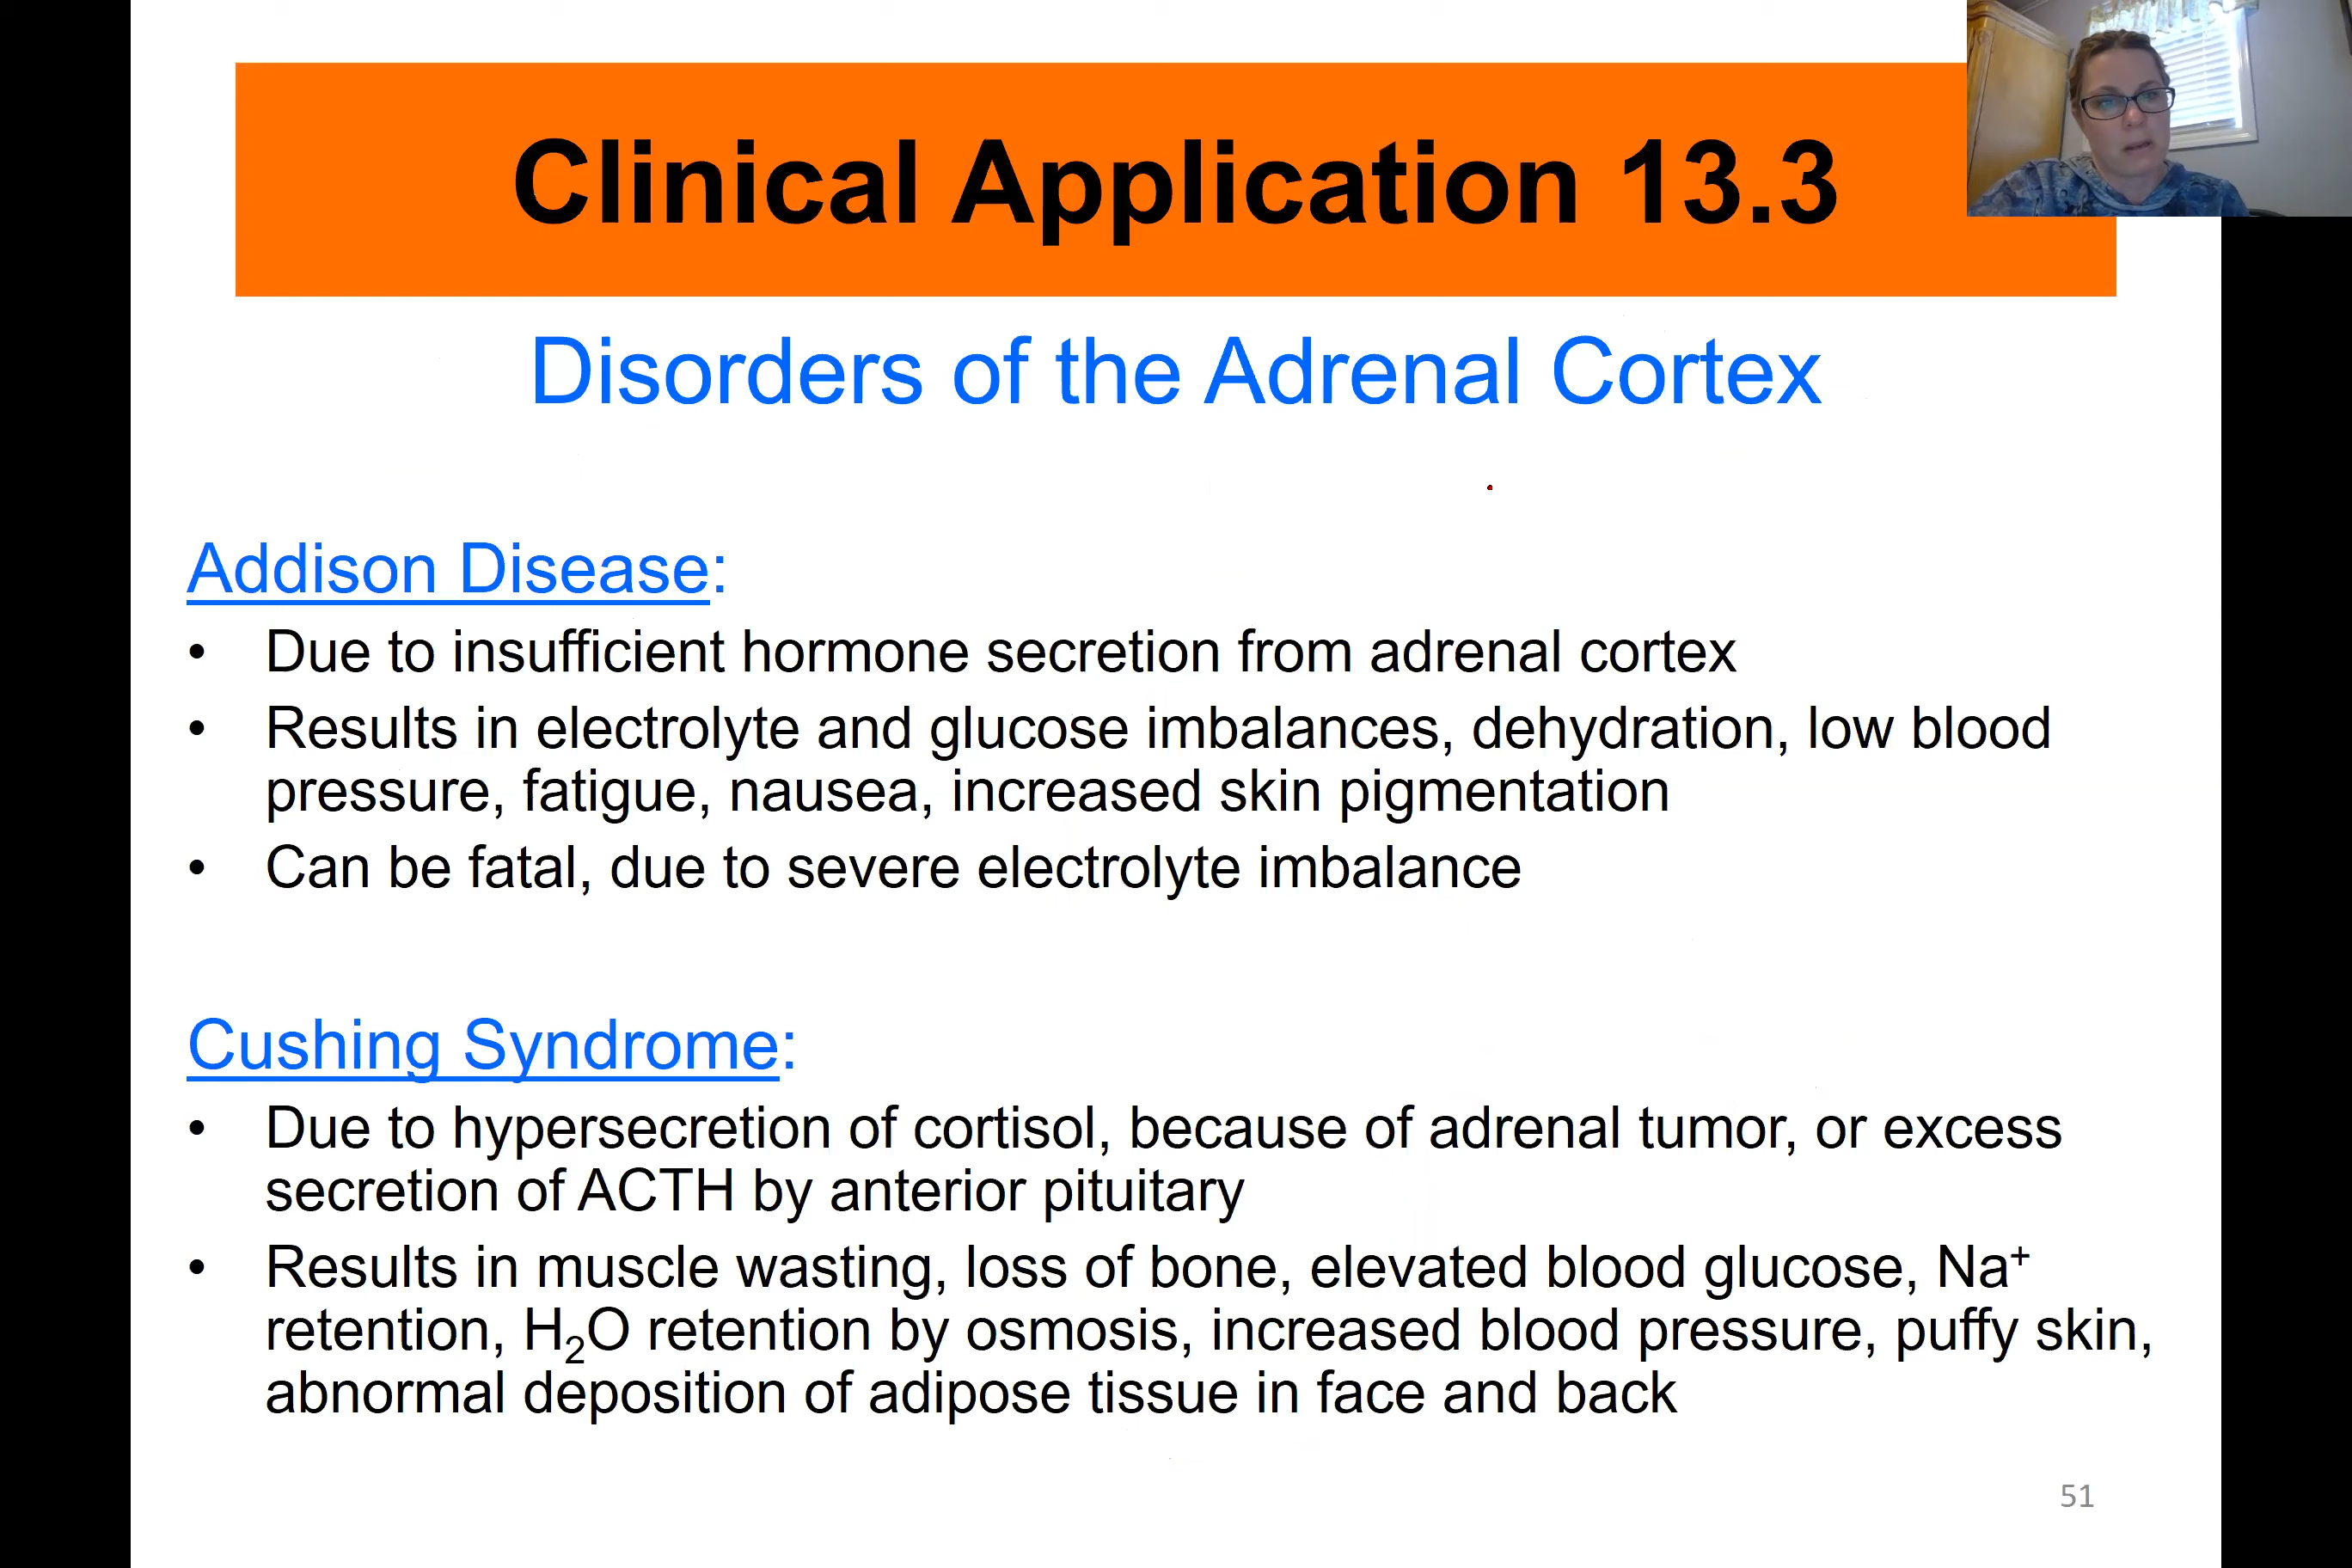 Clinical Application 13.3
Disorders of the Adrenal Cortex
Addison Disease:
• Due to insufficient hormone secretion from adrenal cortex
• Results in electrolyte and glucose imbalances, dehydration, low blood
pressure, fatigue, nausea, increased skin pigmentation
• Can be fatal, due to severe electrolyte imbalance
Cushing Syndrome:
• Due to hypersecretion of cortisol, because of adrenal tumor, or excess
secretion of ACTH by anterior pituitary
• Results in muscle wasting, loss of bone, elevated blood glucose, Na⁺
retention, H₂O retention by osmosis, increased blood pressure, puffy skin,
abnormal deposition of adipose tissue in face and back
51